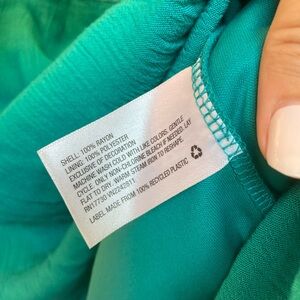 SHELL: 100% RAYON
LINING: 100% POLYESTER
EXCLUSIVE OF DECORATION
MACHINE WASH COLD WITH LIKE COLORS, GENTLE
CYCLE. ONLY NON-CHLORINE BLEACH IF NEEDED. LAY
FLAT TO DRY. WARM STEAM IRON TO RESHAPE.
RN17730 VN2242811
LABEL MADE FROM 100% RECYCLED PLASTIC